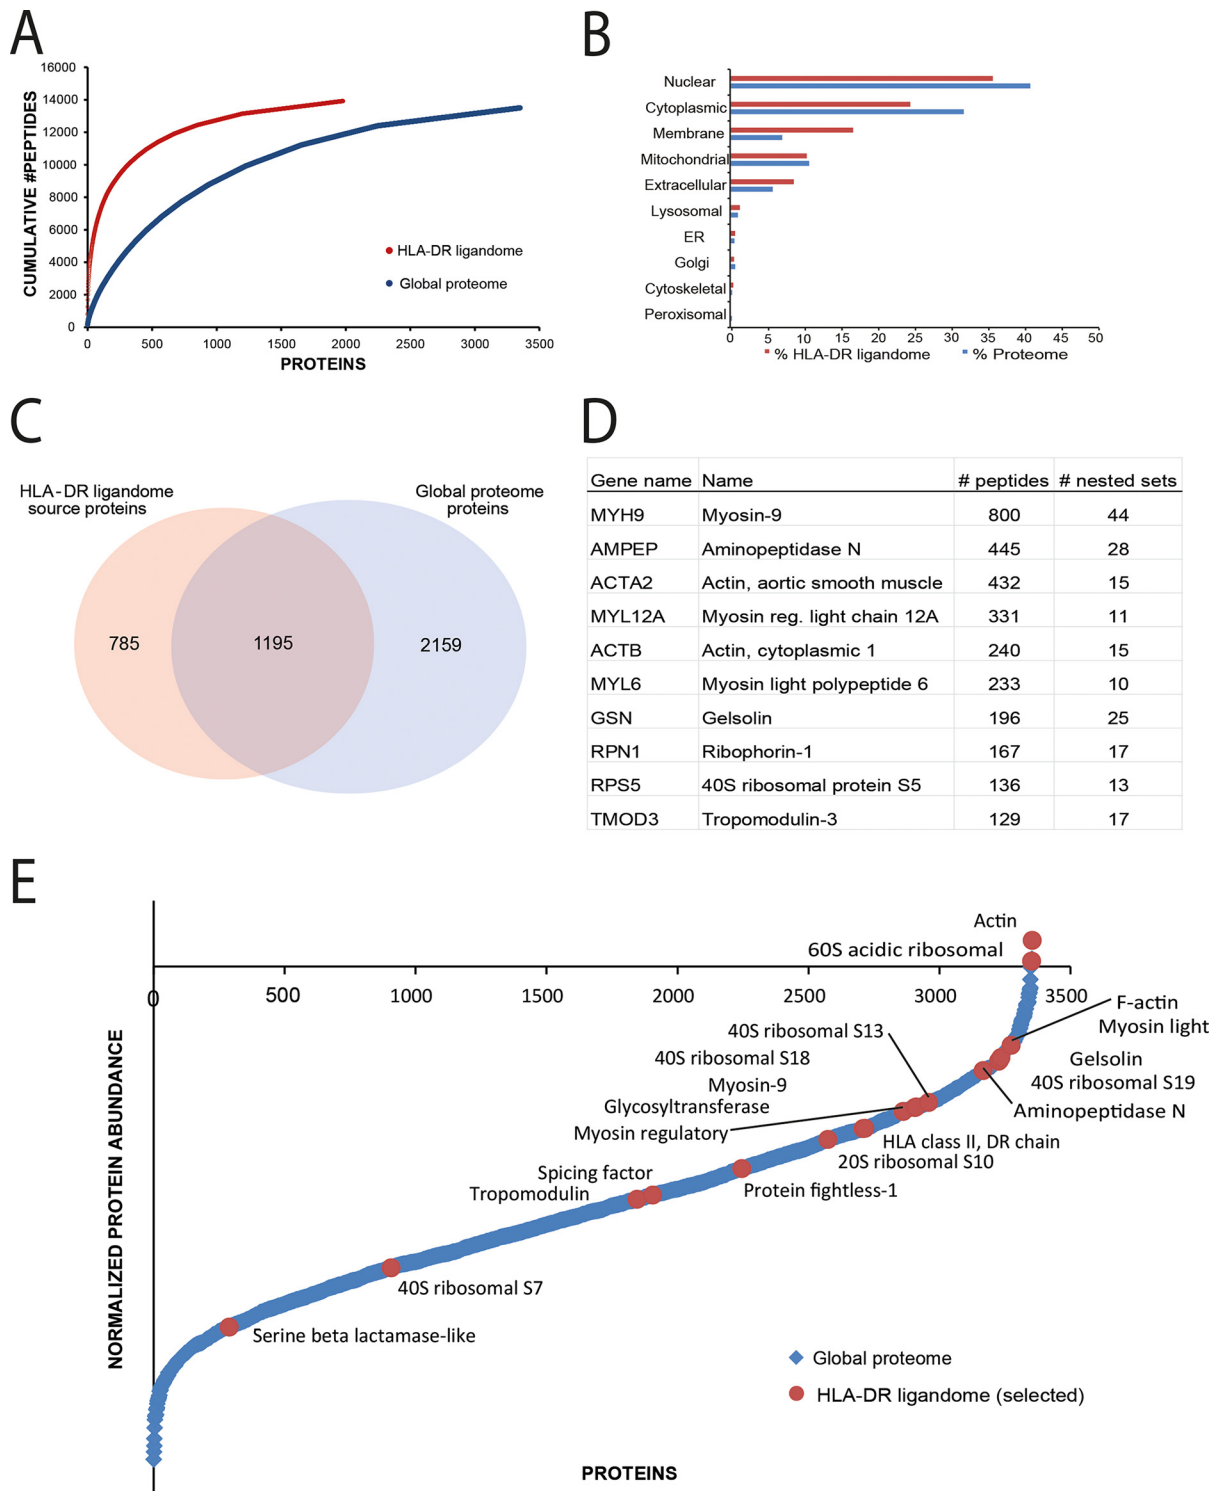 A
16000
14000
12000
10000
8000
6000
4000
2000
0
CUMULATIVE #PEPTIDES
0 500 1000 1500 2000 2500 3000 3500
PROTEINS
HLA-DR ligandome
Global proteome
B
Nuclear
Cytoplasmic
Membrane
Mitochondrial
Extracellular
Lysosomal
ER
Golgi
Cytoskeletal
Peroxisomal
0 5 10 15 20 25 30 35 40 45 50
% HLA-DR ligandome % Proteome
C
HLA-DR ligandome
source proteins
Global proteome
proteins
785 1195 2159
D
Gene name Name # peptides # nested sets
MYH9 Myosin-9 800 44
AMPEP Aminopeptidase N 445 28
ACTA2 Actin, aortic smooth muscle 432 15
MYL12A Myosin reg. light chain 12A 331 11
ACTB Actin, cytoplasmic 1 240 15
MYL6 Myosin light polypeptide 6 233 10
GSN Gelsolin 196 25
RPN1 Ribophorin-1 167 17
RPS5 40S ribosomal protein S5 136 13
TMOD3 Tropomodulin-3 129 17
E
Actin
60S acidic ribosomal
0 500 1000 1500 2000 2500 3000 3500
F-actin
Myosin light
40S ribosomal S13
40S ribosomal S18
Myosin-9
Glycosyltransferase
Myosin regulatory
Gelsolin
40S ribosomal S19
Aminopeptidase N
HLA class II, DR chain
20S ribosomal S10
Spicing factor
Tropomodulin
Protein fightless-1
40S ribosomal S7
Serine beta lactamase-like
NORMALIZED PROTEIN ABUNDANCE
Global proteome
HLA-DR ligandome (selected)
PROTEINS